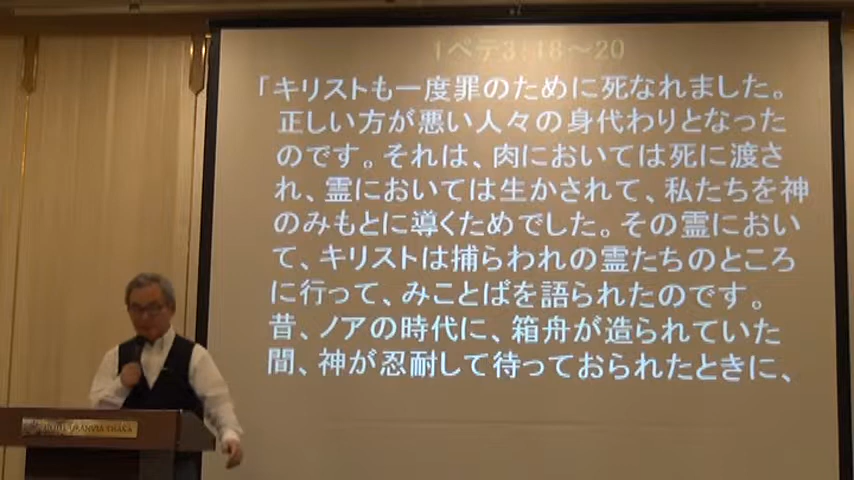 1ペテ3:18〜20
「キリストも一度罪のために死なれました。
正しい方が悪い人々の身代わりとなった
のです。それは、肉においては死に渡さ
れ、霊においては生かされて、私たちを神
のみもとに導くためでした。その霊におい
て、キリストは捕らわれの霊たちのところ
に行って、みことばを語られたのです。
昔、ノアの時代に、箱舟が造られていた
間、神が忍耐して待っておられたときに、